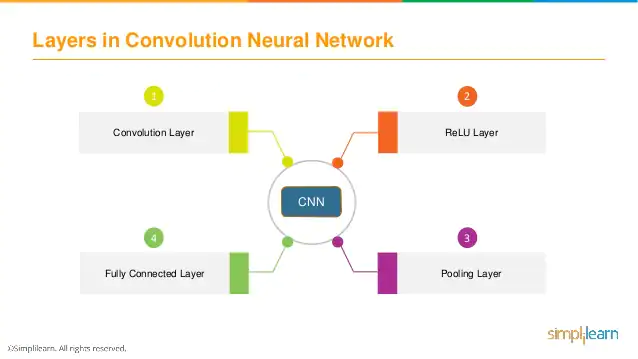 Layers in Convolution Neural Network
1
2
Convolution Layer
ReLU Layer
CNN
4
3
Fully Connected Layer
Pooling Layer
simplilearn
©Simplilearn. All rights reserved.